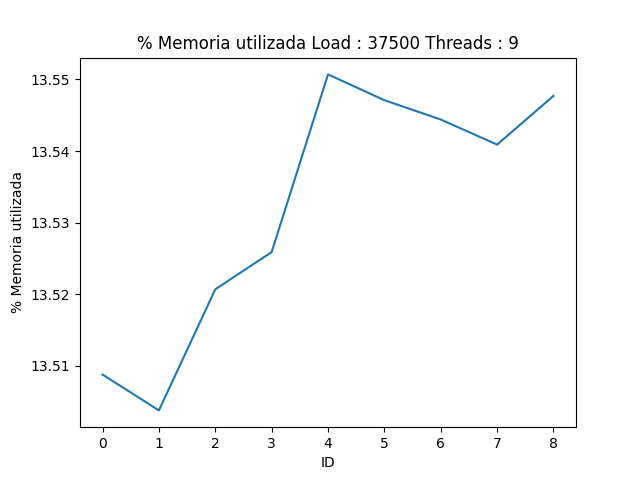 % Memoria utilizada Load : 37500 Threads : 9
13.55
13.54
13.53
13.52
13.51
% Memoria utilizada
0 1 2 3 4 5 6 7 8
ID